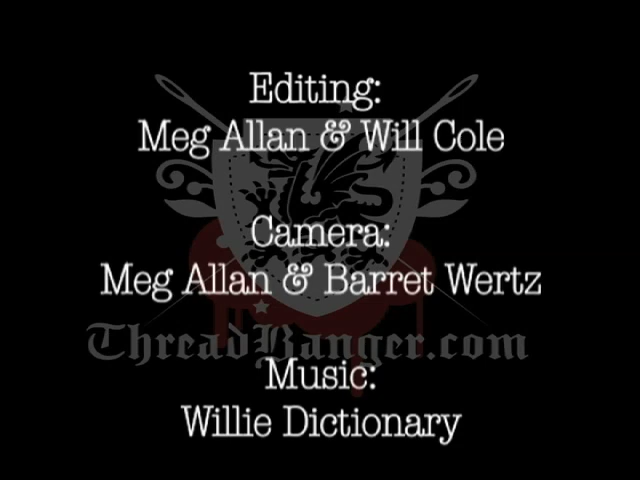 Editing:
Meg Allan & Will Cole
Camera:
Meg Allan & Barret Wertz
ThreadBanger.com
Music:
Willie Dictionary